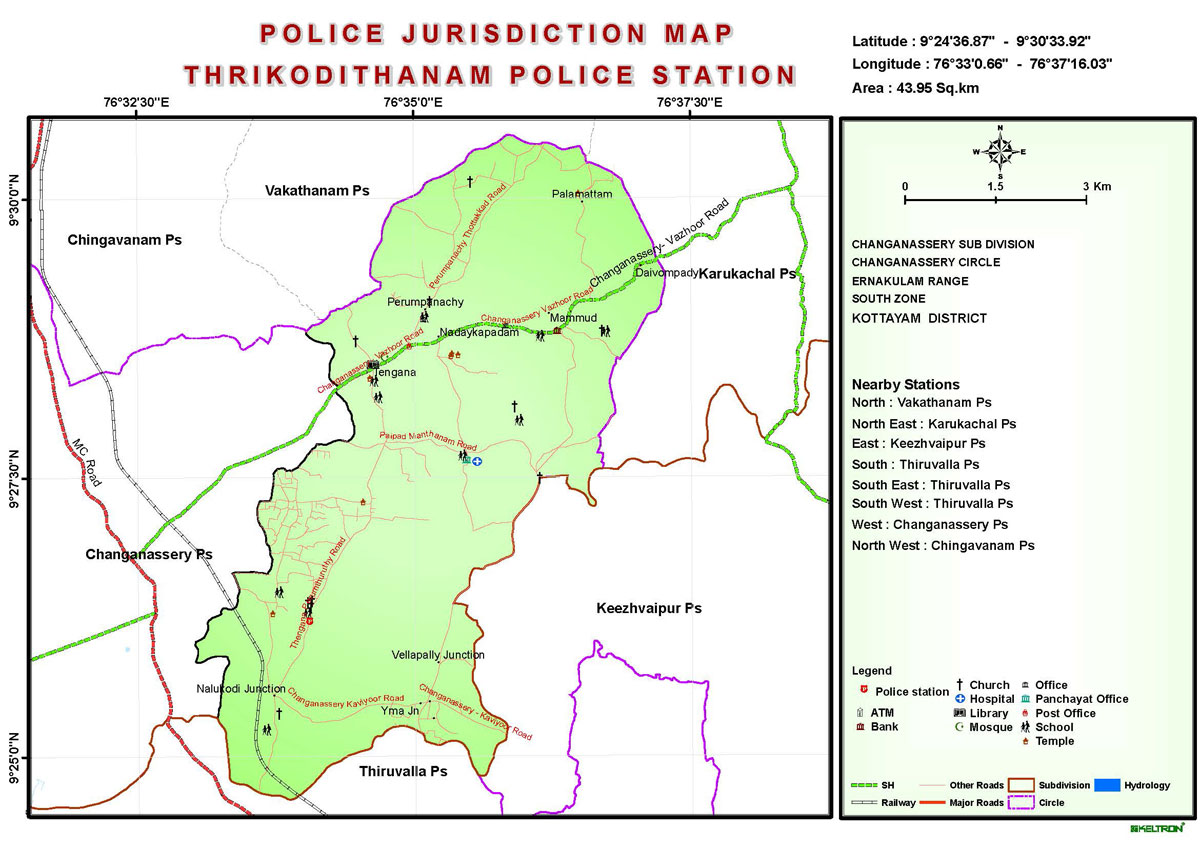 POLICE JURISDICTION MAP
THRIKODITHANAM POLICE STATION
Latitude : 9°24'36.87" - 9°30'33.92"
Longitude : 76°33'0.66" - 76°37'16.03"
Area : 43.95 Sq.km
76°32'30"E
76°35'0"E
76°37'30"E
9°30'0"N
9°27'30"N
9°25'0"N
Vakathanam Ps
Chingavanam Ps
Palamattam
Perumpanachy Thottakkad Road
Changanassery- Vazhoor Road
Daivompady
Karukachal Ps
Perumpanachy
Changanassery Vazhoor Road
Mammud
Nadaykapadam
Changanassery Vazhoor Road
Tengana
MC Road
Paipad Manthanam Road
Changanassery Ps
Keezhvaipur Ps
Vellapally Junction
Nalukodi Junction
Changanassery Kaviyoor Road
Changanassery - Kaviyoor Road
Yma Jn
Thiruvalla Ps
N
W
E
S
0
1.5
3 Km
CHANGANASSERY SUB DIVISION
CHANGANASSERY CIRCLE
ERNAKULAM RANGE
SOUTH ZONE
KOTTAYAM DISTRICT
Nearby Stations
North : Vakathanam Ps
North East : Karukachal Ps
East : Keezhvaipur Ps
South : Thiruvalla Ps
South East : Thiruvalla Ps
South West : Thiruvalla Ps
West : Changanassery Ps
North West : Chingavanam Ps
Legend
Police station
ATM
Bank
Church
Hospital
Library
Mosque
Office
Panchayat Office
Post Office
School
Temple
SH
Railway
Other Roads
Major Roads
Subdivision
Circle
Hydrology
KELTRON